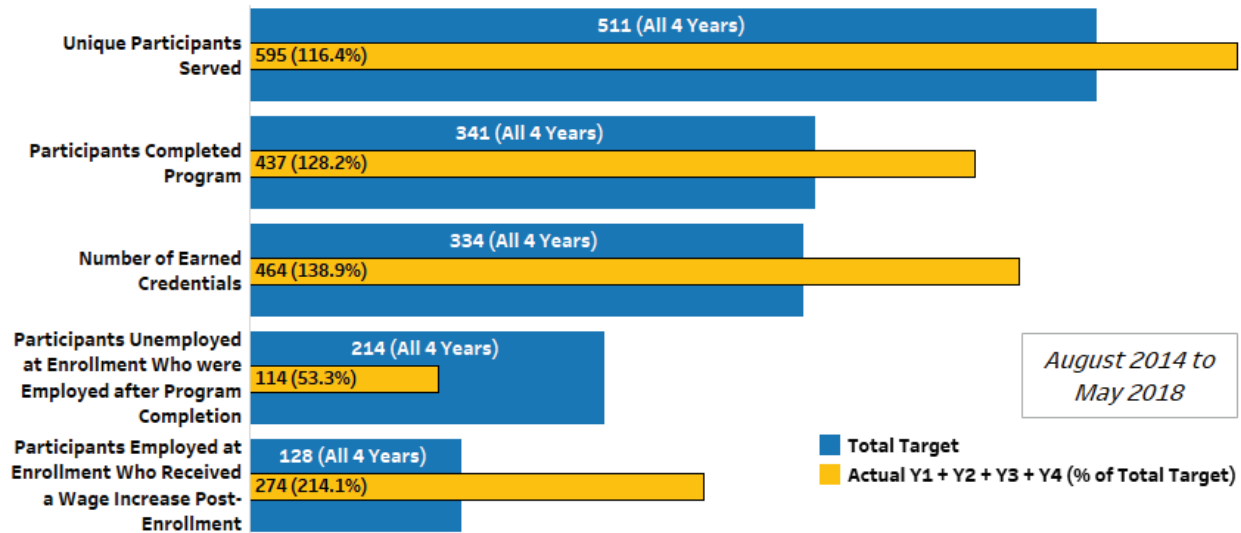 511 (All 4 Years)
Unique Participants
Served
595 (116.4%)
341 (All 4 Years)
Participants Completed
Program
437 (128.2%)
334 (All 4 Years)
Number of Earned
Credentials
464 (138.9%)
Participants Unemployed
at Enrollment Who were
Employed after Program
Completion
214 (All 4 Years)
114 (53.3%)
August 2014 to
May 2018
Participants Employed at
Enrollment Who Received
a Wage Increase Post-
Enrollment
128 (All 4 Years)
274 (214.1%)
Total Target
Actual Y1 + Y2 + Y3 + Y4 (% of Total Target)